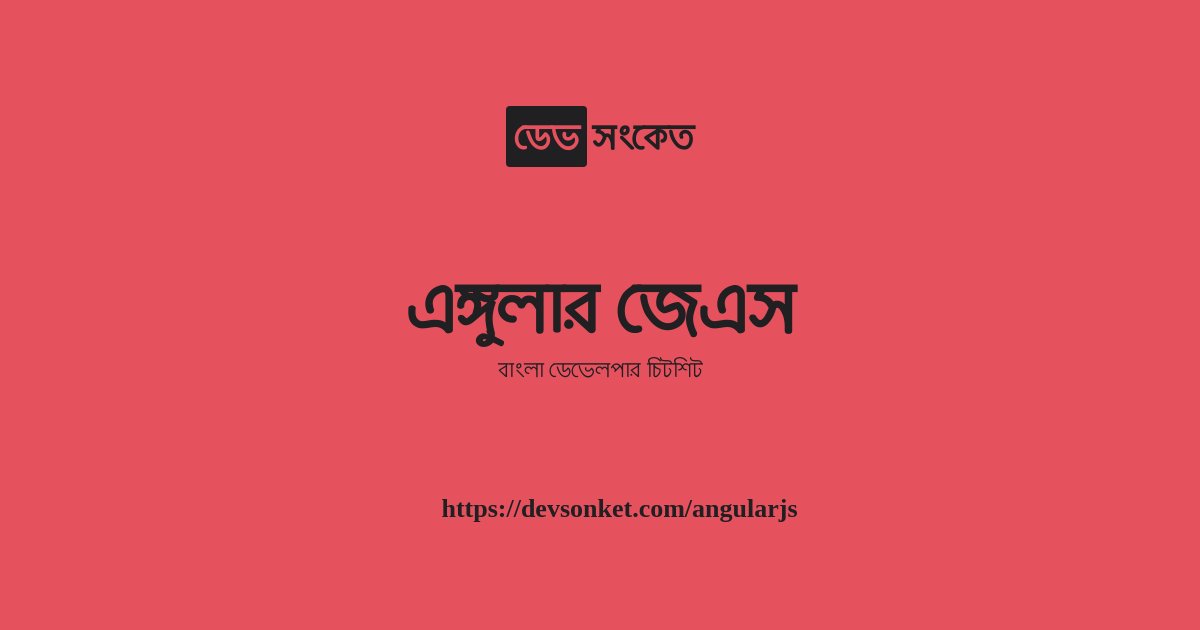 ডেভ সংকেত
এঙ্গুলার জেএস
বাংলা ডেভেলপার চিটশিট
https://devsonket.com/angularjs